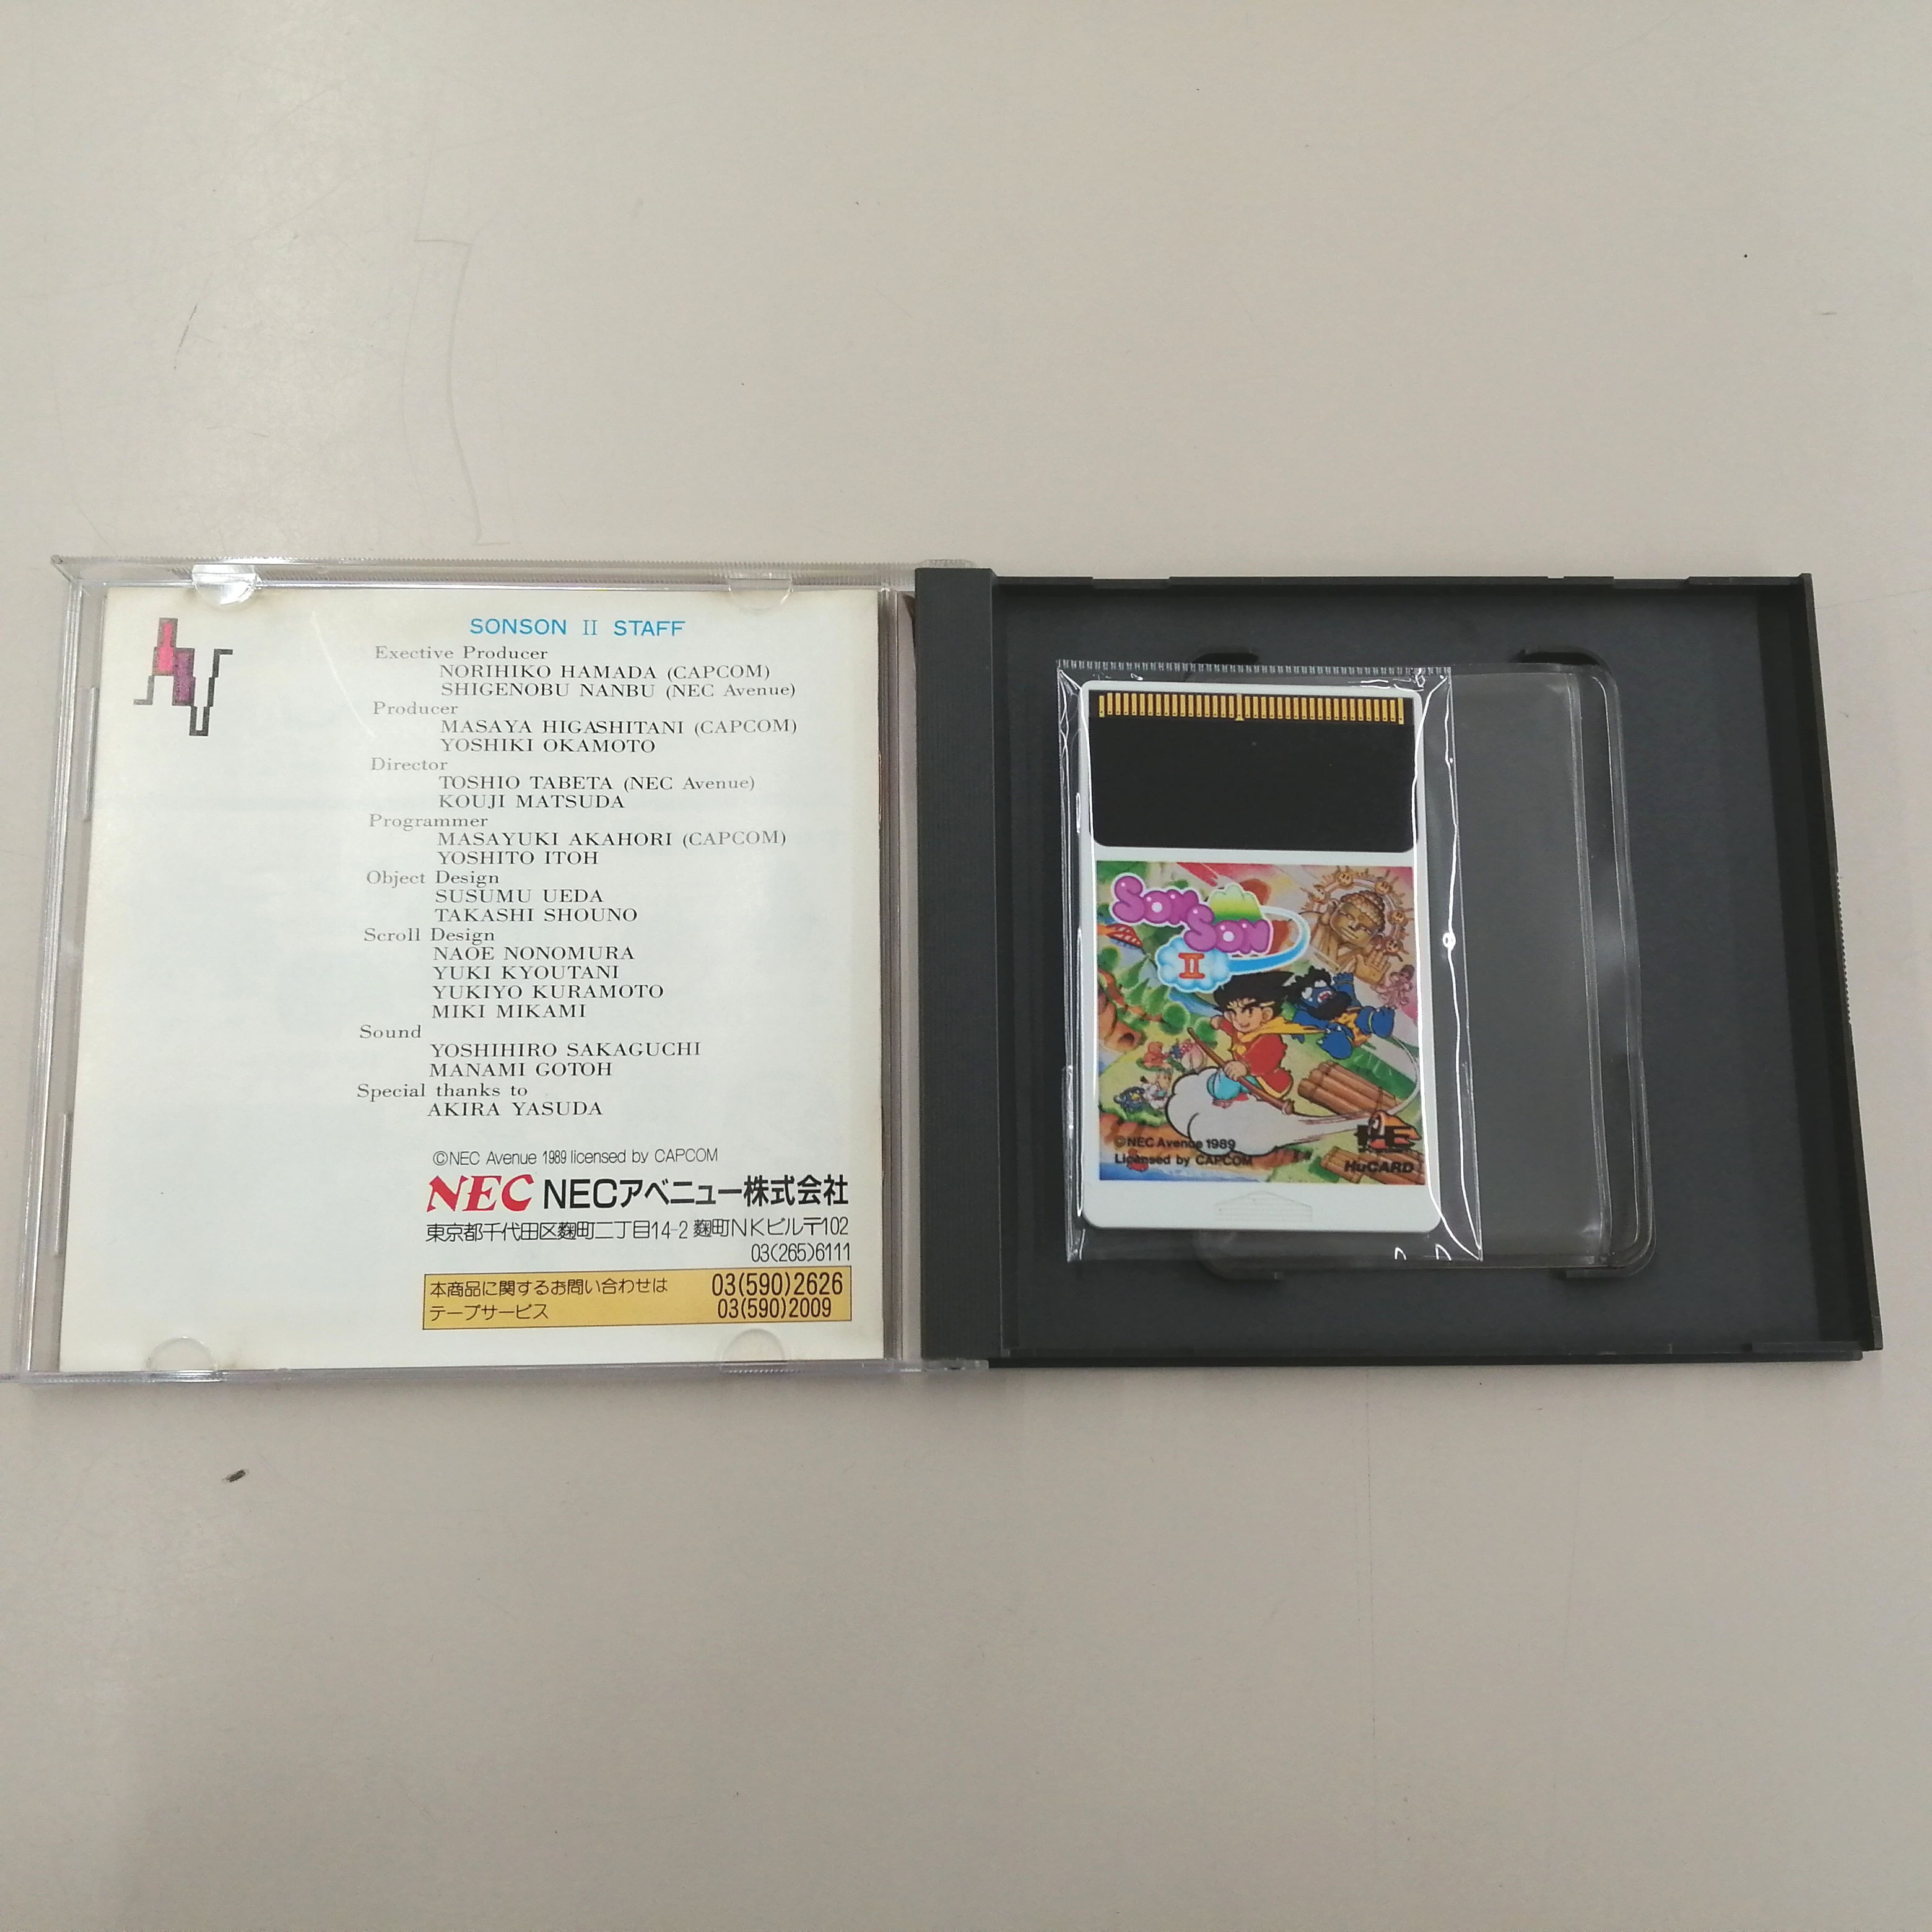 SONSON II STAFF
Exective Producer
NORIHIKO HAMADA (CAPCOM)
SHIGENOBU NANBU (NEC Avenue)
Producer
MASAYA HIGASHITANI (CAPCOM)
YOSHIKI OKAMOTO
Director
TOSHIO TABETA (NEC Avenue)
KOUJI MATSUDA
Programmer
MASAYUKI AKAHORI (CAPCOM)
YOSHITO ITOH
Object Design
SUSUMU UEDA
TAKASHI SHOUNO
Scroll Design
NAOE NONOMURA
YUKI KYOUTANI
YUKIYO KURAMOTO
MIKI MIKAMI
Sound
YOSHIHIRO SAKAGUCHI
MANAMI GOTOH
Special thanks to
AKIRA YASUDA
©NEC Avenue 1989 licensed by CAPCOM
NEC NECアベニュー株式会社
東京都千代田区麹町二丁目14-2 麹町NKビル〒102
03(265)6111
本商品に関するお問い合わせは 03(590)2626
テープサービス 03(590)2009
SON
SON
II
©NEC Avenue 1989
Licensed by CAPCOM
PC
HuCARD